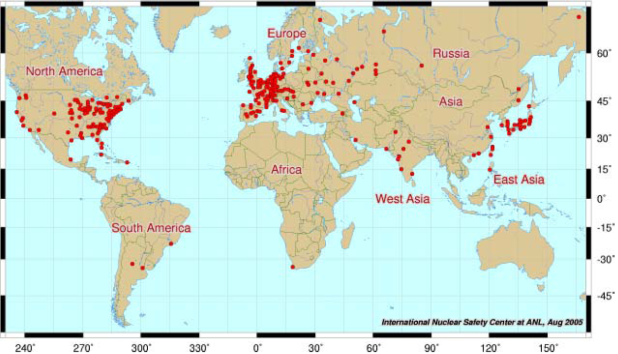 Europe
Russia
North America
Asia
Africa
East Asia
West Asia
South America
International Nuclear Safety Center at ANL, Aug 2005
60°
45°
30°
15°
0°
-15°
-30°
-45°
240° 270° 300° 330° 0° 30° 60° 90° 120° 150°